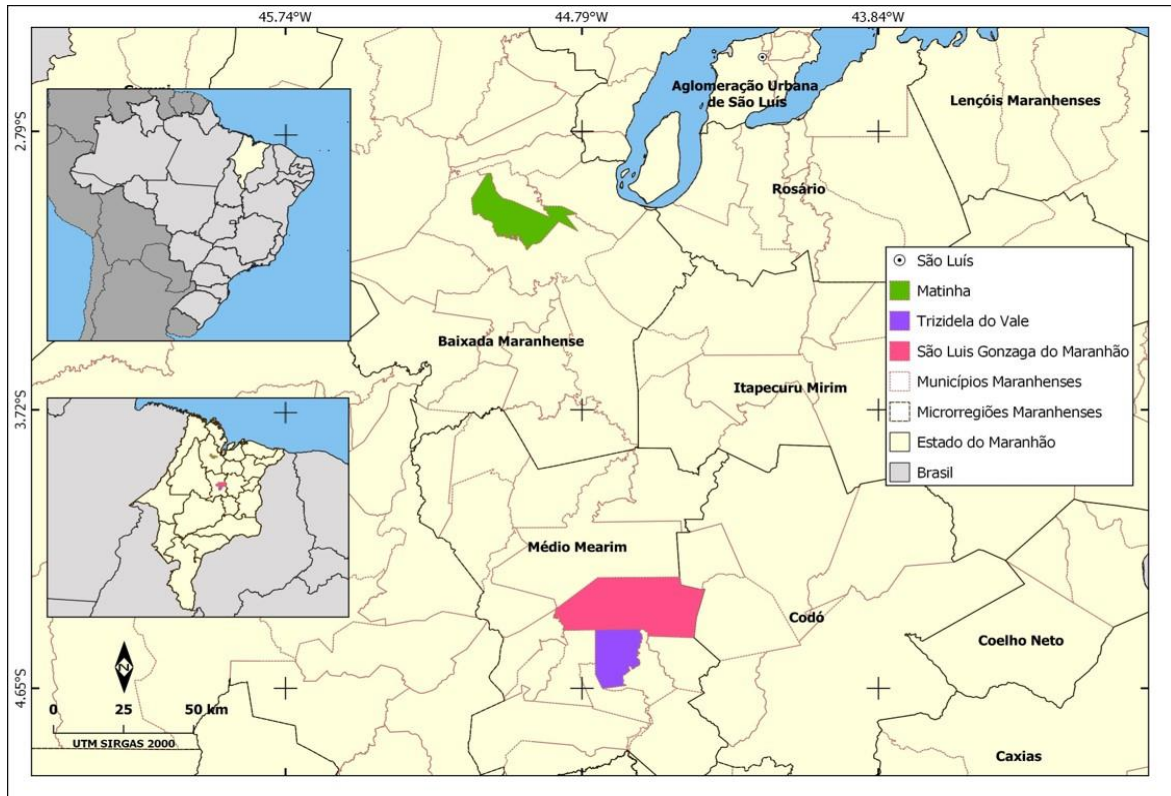 45.74°W 44.79°W 43.84°W
2.79°S
3.72°S
4.65°S
Aglomeração Urbana
de São Luís
Lençóis Maranhenses
Rosário
Baixada Maranhense
Itapecuru Mirim
Médio Mearim
Codó
Coelho Neto
Caxias
São Luís
Matinha
Trizidela do Vale
São Luis Gonzaga do Maranhão
Municípios Maranhenses
Microrregiões Maranhenses
Estado do Maranhão
Brasil
N
0 25 50 km
UTM SIRGAS 2000